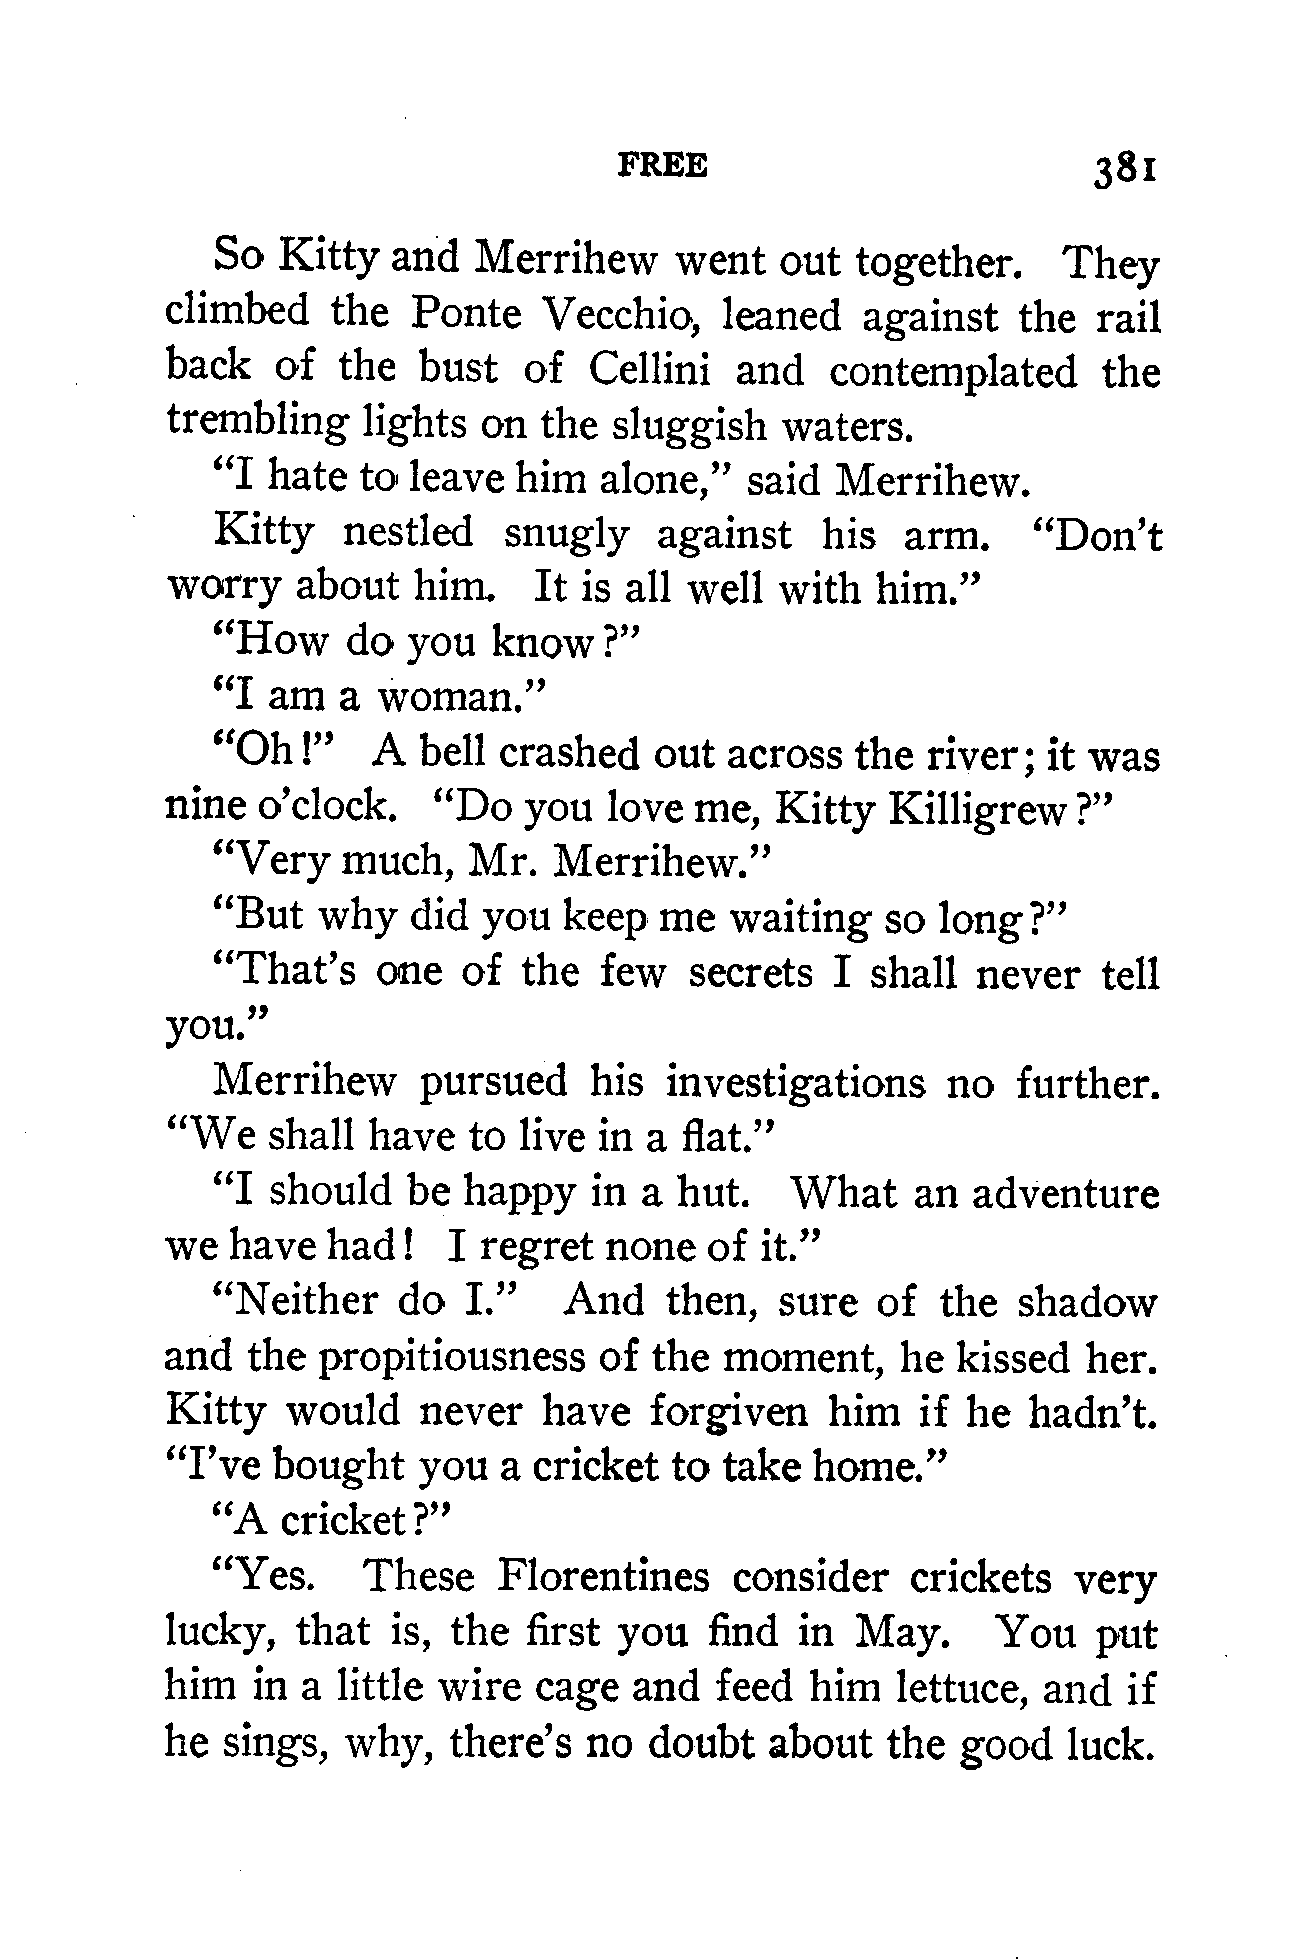 FREE 381
So Kitty and Merrihew went out together. They
climbed the Ponte Vecchio, leaned against the rail
back of the bust of Cellini and contemplated the
trembling lights on the sluggish waters.
“I hate to leave him alone,” said Merrihew.
Kitty nestled snugly against his arm. “Don’t
worry about him. It is all well with him.”
“How do you know?”
“I am a woman.”
“Oh!” A bell crashed out across the river; it was
nine o’clock. “Do you love me, Kitty Killigrew?”
“Very much, Mr. Merrihew.”
“But why did you keep me waiting so long?”
“That’s one of the few secrets I shall never tell
you.”
Merrihew pursued his investigations no further.
“We shall have to live in a flat.”
“I should be happy in a hut. What an adventure
we have had! I regret none of it.”
“Neither do I.” And then, sure of the shadow
and the propitiousness of the moment, he kissed her.
Kitty would never have forgiven him if he hadn’t.
“I’ve bought you a cricket to take home.”
“A cricket?”
“Yes. These Florentines consider crickets very
lucky, that is, the first you find in May. You put
him in a little wire cage and feed him lettuce, and if
he sings, why, there’s no doubt about the good luck.